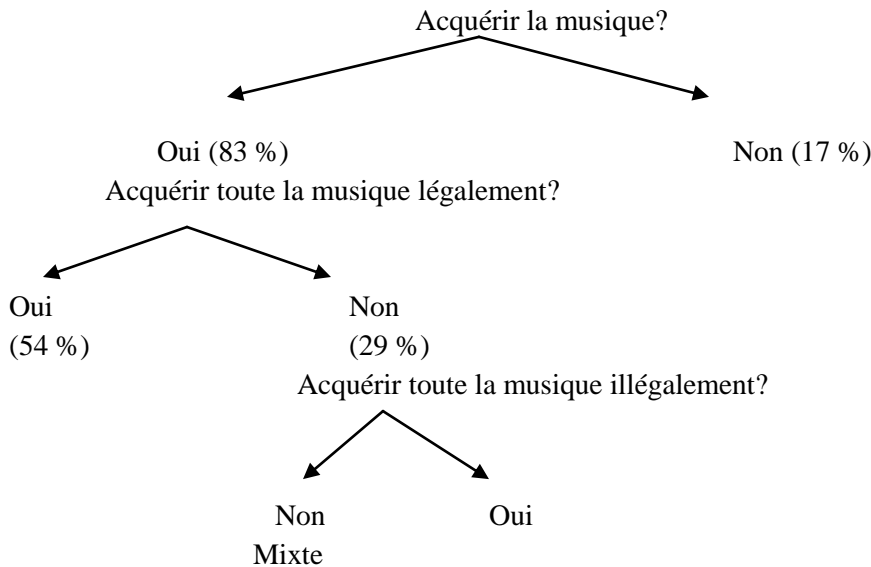 Acquérir la musique?
Oui (83 %)
Non (17 %)
Acquérir toute la musique légalement?
Oui
(54 %)
Non
(29 %)
Acquérir toute la musique illégalement?
Non
Mixte
Oui